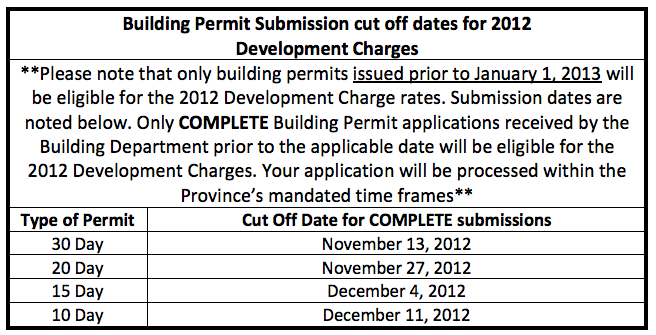 Building Permit Submission cut off dates for 2012
Development Charges
**Please note that only building permits issued prior to January 1, 2013 will
be eligible for the 2012 Development Charge rates. Submission dates are
noted below. Only COMPLETE Building Permit applications received by the
Building Department prior to the applicable date will be eligible for the
2012 Development Charges. Your application will be processed within the
Province's mandated time frames**
Type of Permit Cut Off Date for COMPLETE submissions
30 Day November 13, 2012
20 Day November 27, 2012
15 Day December 4, 2012
10 Day December 11, 2012